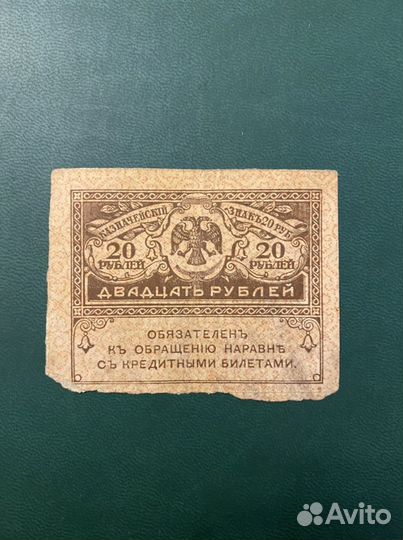 КАЗНАЧЕЙСКІЙ ЗНАКЪ 20 РУБ.
20 РУБЛЕЙ
20 РУБЛЕЙ
ДВАДЦАТЬ РУБЛЕЙ
ОБЯЗАТЕЛЕНЪ
КЪ ОБРАЩЕНІЮ НАРАВНѢ
СЪ КРЕДИТНЫМИ БИЛЕТАМИ.
Avito